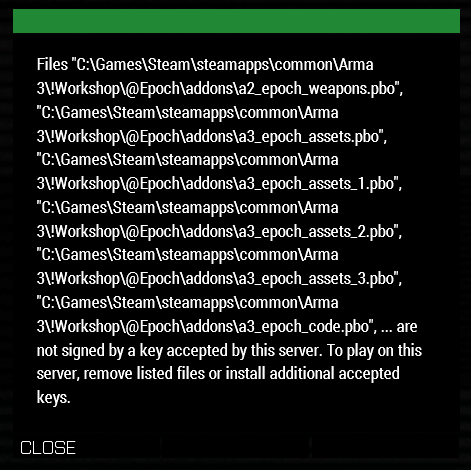 Files "C:\Games\Steam\steamapps\common\Arma
3\!Workshop\@Epoch\addons\a2_epoch_weapons.pbo",
"C:\Games\Steam\steamapps\common\Arma
3\!Workshop\@Epoch\addons\a3_epoch_assets.pbo",
"C:\Games\Steam\steamapps\common\Arma
3\!Workshop\@Epoch\addons\a3_epoch_assets_1.pbo",
"C:\Games\Steam\steamapps\common\Arma
3\!Workshop\@Epoch\addons\a3_epoch_assets_2.pbo",
"C:\Games\Steam\steamapps\common\Arma
3\!Workshop\@Epoch\addons\a3_epoch_assets_3.pbo",
"C:\Games\Steam\steamapps\common\Arma
3\!Workshop\@Epoch\addons\a3_epoch_code.pbo", ... are
not signed by a key accepted by this server. To play on this
server, remove listed files or install additional accepted
keys.
CLOSE